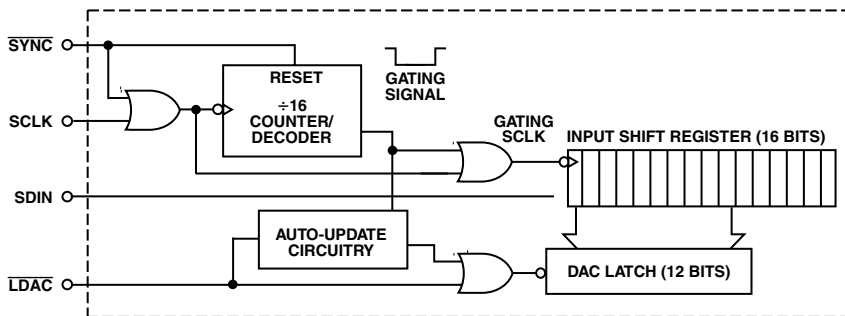 SYNC
SCLK
SDIN
LDAC
RESET
÷16
COUNTER/
DECODER
GATING
SIGNAL
GATING
SCLK
INPUT SHIFT REGISTER (16 BITS)
AUTO-UPDATE
CIRCUITRY
DAC LATCH (12 BITS)